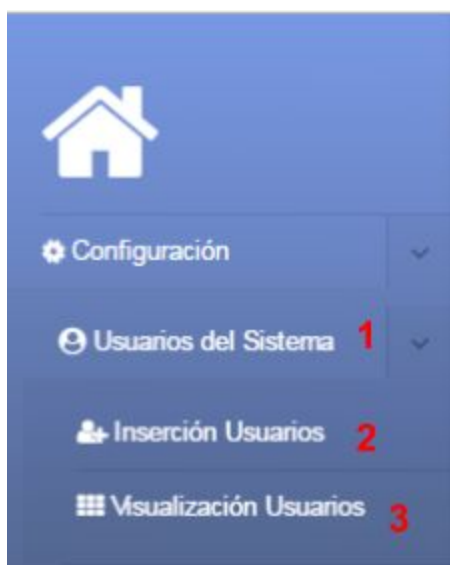 Configuración
Usuarios del Sistema 1
Inserción Usuarios 2
Visualización Usuarios 3